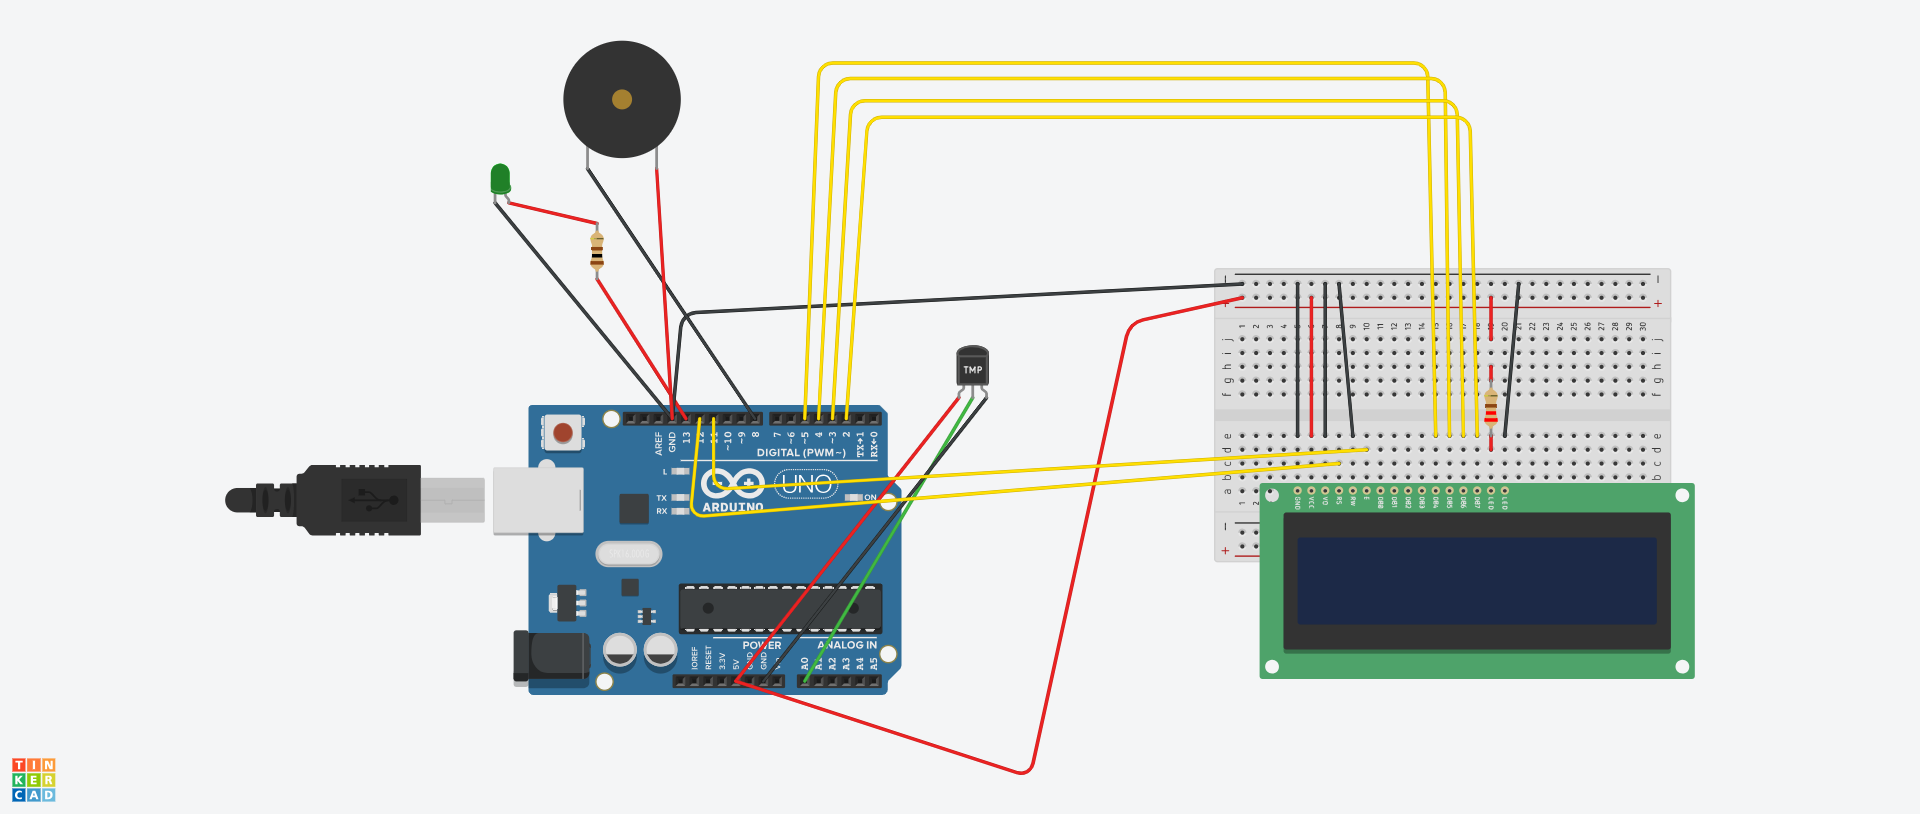 TMP
1 2 3 4 5 6 7 8 9 10 11 12 13 14 15 16 17 18 19 20 21 22 23 24 25 26 27 28 29 30
j j
i i
h h
g g
f f
e e
d d
c c
b b
a
1 2
AREF GND 13 12 11 ~10 ~9 8 7 ~6 ~5 4 ~3 2 TX→1 RX←0
DIGITAL (PWM~)
L
TX
RX
UNO
ON
ARDUINO
GND VCC VO RS RW E DB0 DB1 DB2 DB3 DB4 DB5 DB6 DB7 LED LED
POWER ANALOG IN
IOREF RESET 3.3V 5V GND GND A0 A1 A2 A3 A4 A5
TIN
KER
CAD